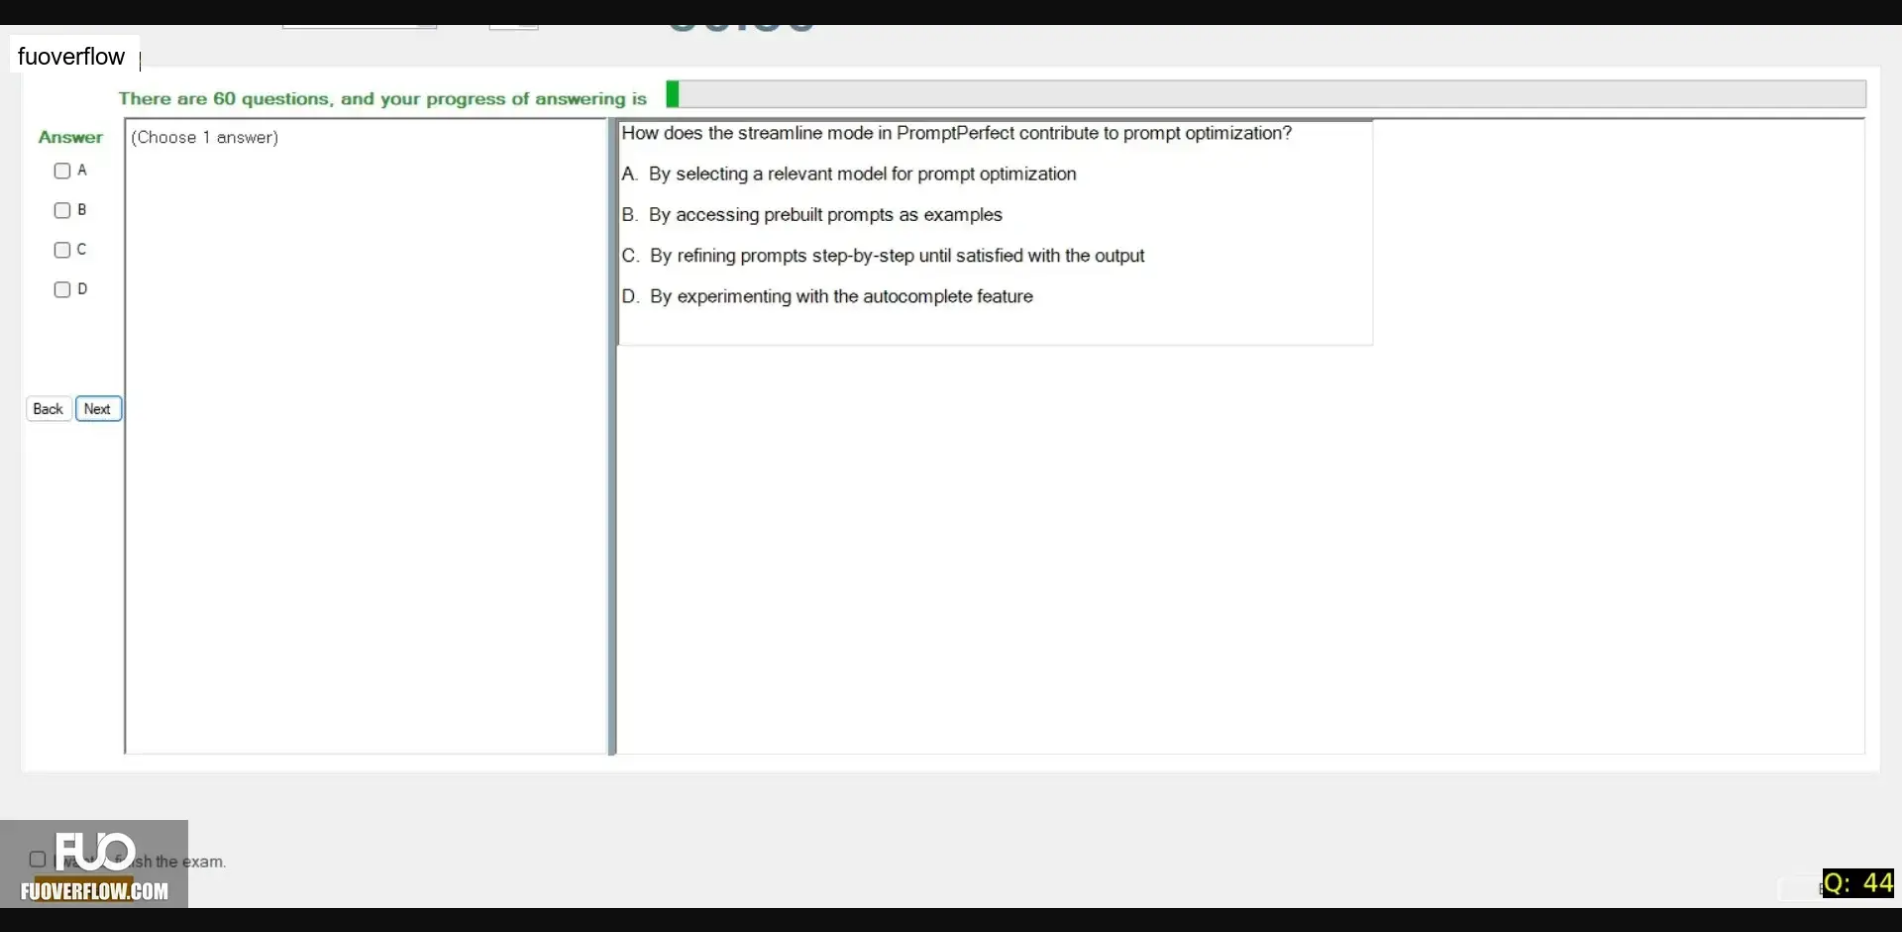 fuoverflow
There are 60 questions, and your progress of answering is
Answer
(Choose 1 answer)
A
B
C
D
Back
Next
How does the streamline mode in PromptPerfect contribute to prompt optimization?
A. By selecting a relevant model for prompt optimization
B. By accessing prebuilt prompts as examples
C. By refining prompts step-by-step until satisfied with the output
D. By experimenting with the autocomplete feature
FUO
the exam.
FUOVERFLOW.COM
Q: 44